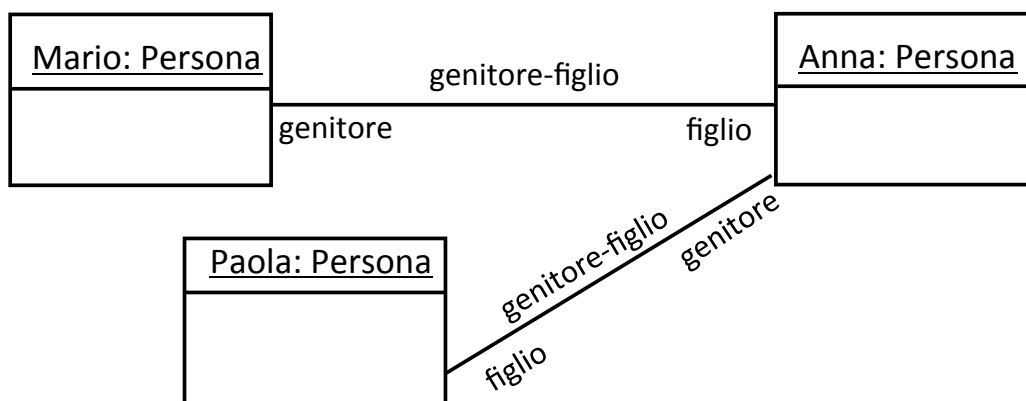 Mario: Persona
Anna: Persona
genitore-figlio
genitore
figlio
genitore-figlio
genitore
Paola: Persona
figlio